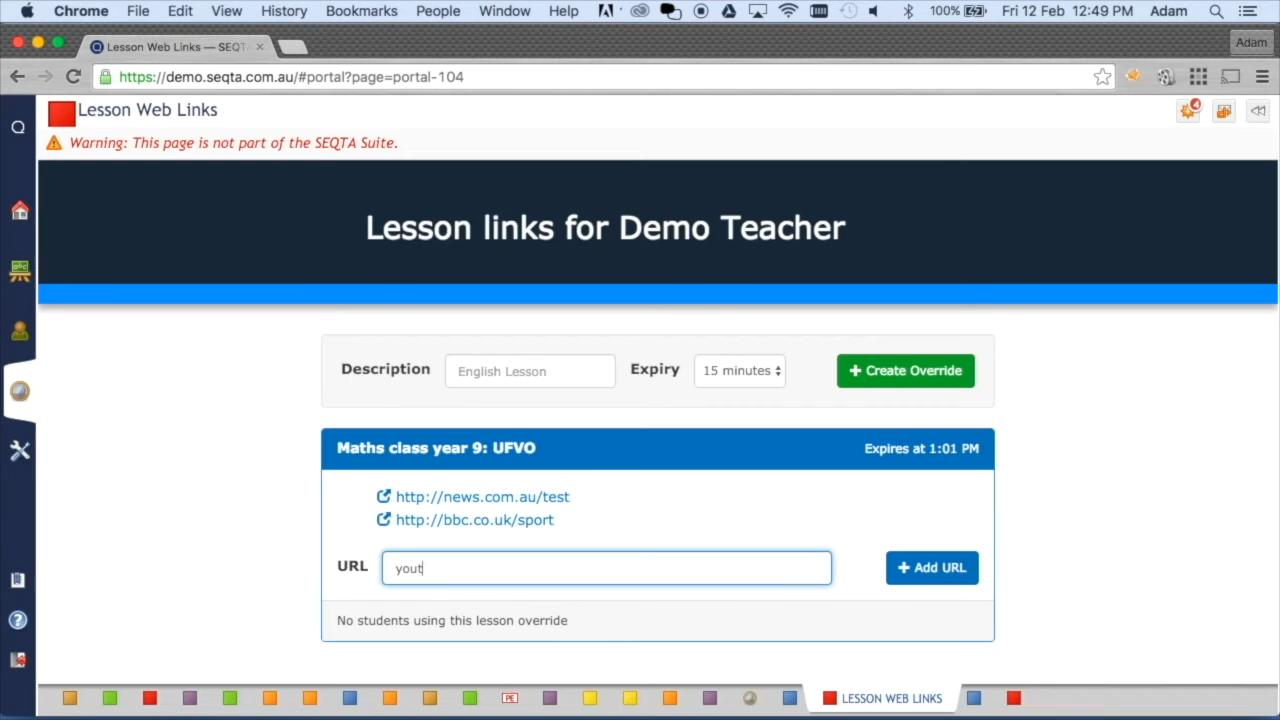 Chrome File Edit View History Bookmarks People Window Help 100% Fri 12 Feb 12:49 PM Adam
Lesson Web Links — SEQT
Adam
https://demo.seqta.com.au/#portal?page=portal-104
Lesson Web Links
4
Warning: This page is not part of the SEQTA Suite.
Lesson links for Demo Teacher
Description English Lesson Expiry 15 minutes + Create Override
Maths class year 9: UFVO Expires at 1:01 PM
http://news.com.au/test
http://bbc.co.uk/sport
URL yout + Add URL
No students using this lesson override
PE LESSON WEB LINKS